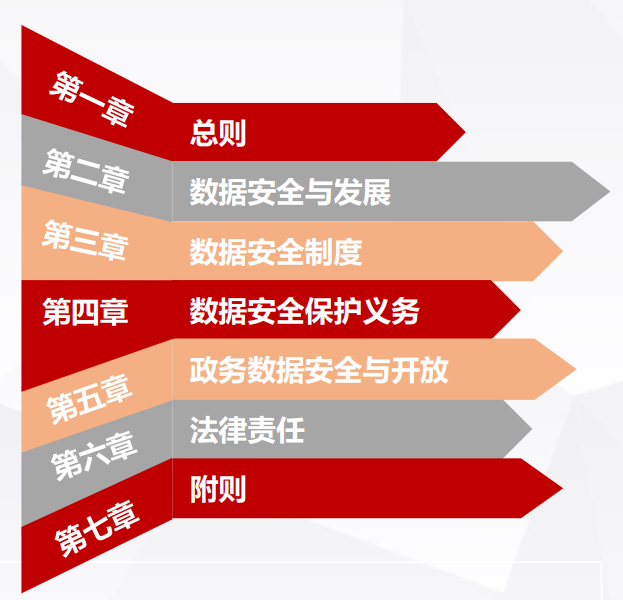 第一章 总则
第二章 数据安全与发展
第三章 数据安全制度
第四章 数据安全保护义务
第五章 政务数据安全与开放
第六章 法律责任
第七章 附则